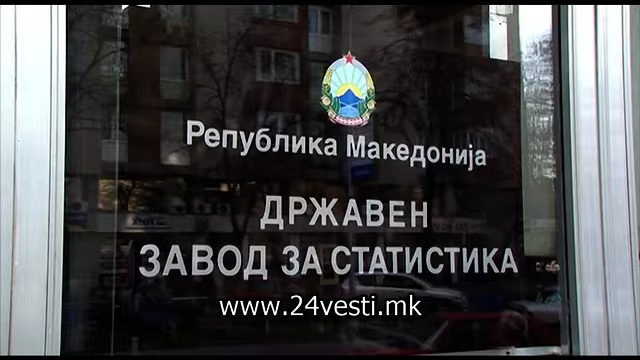 Република Македонија
ДРЖАВЕН
ЗАВОД ЗА СТАТИСТИКА
www.24vesti.mk